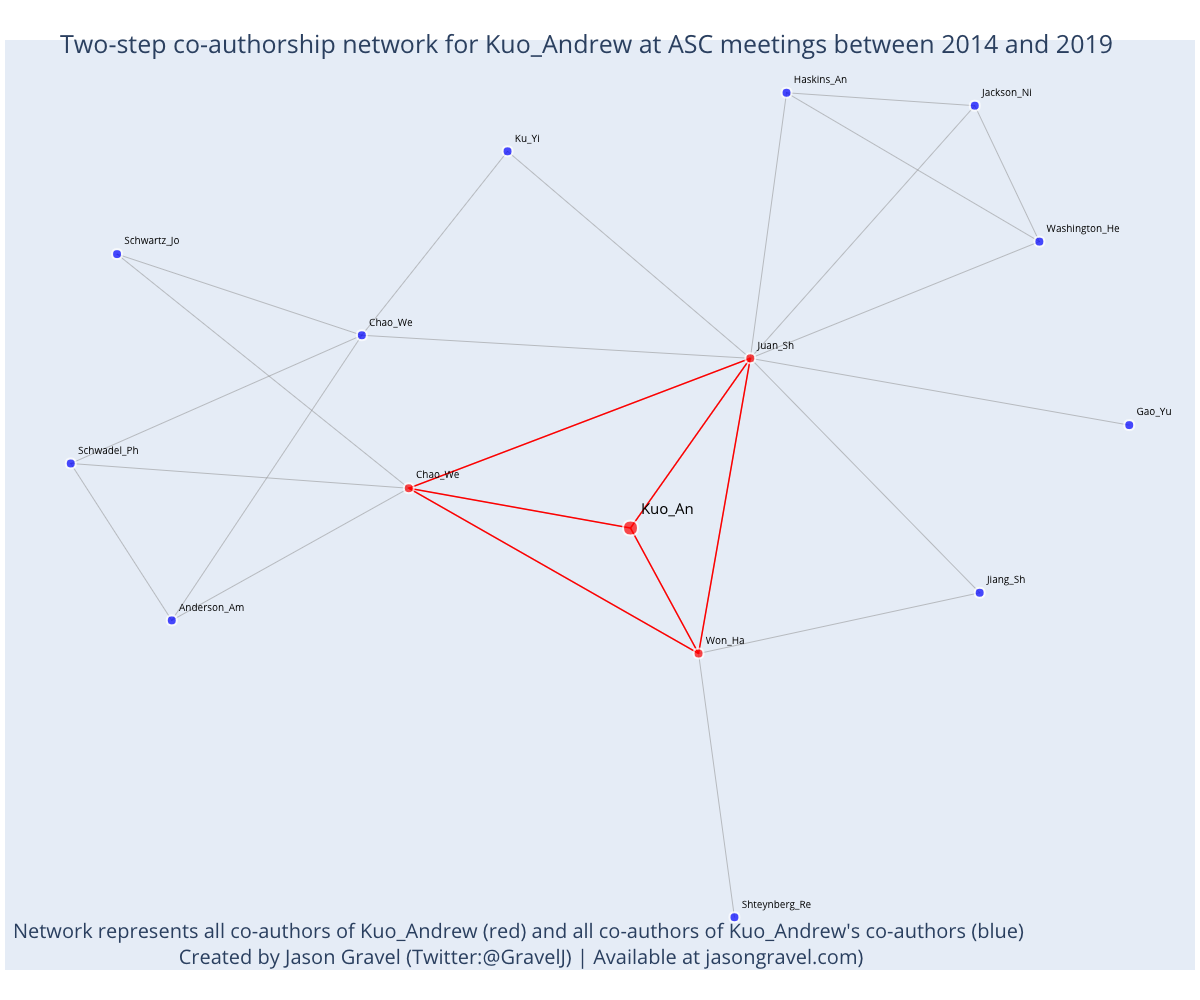 Two-step co-authorship network for Kuo_Andrew at ASC meetings between 2014 and 2019
Haskins_An
Jackson_Ni
Ku_Yi
Washington_He
Schwartz_Jo
Chao_We
Juan_Sh
Gao_Yu
Schwadel_Ph
Chao_We
Kuo_An
Jiang_Sh
Anderson_Am
Won_Ha
Shteynberg_Re
Network represents all co-authors of Kuo_Andrew (red) and all co-authors of Kuo_Andrew's co-authors (blue)
Created by Jason Gravel (Twitter:@GravelJ) | Available at jasongravel.com)